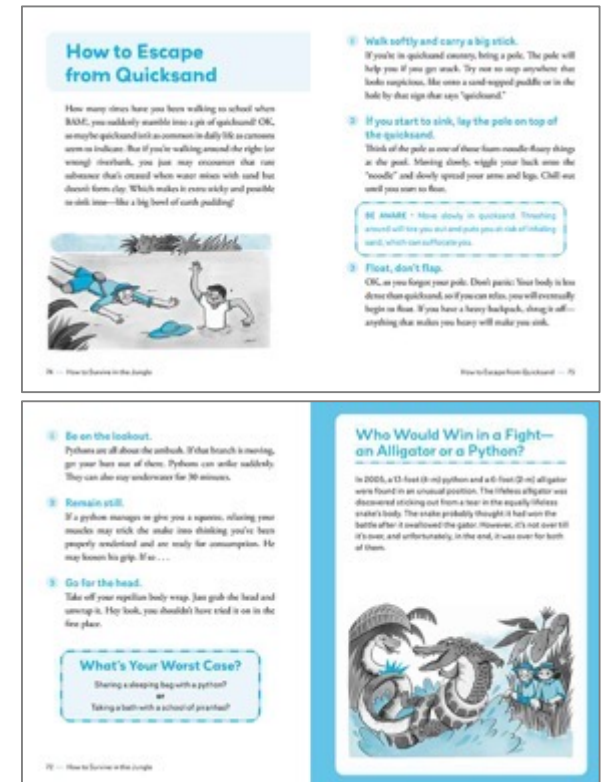 How to Escape
from Quicksand
How many times have you been walking to school when
BAM!, you suddenly stumble into a pit of quicksand? OK,
so maybe quicksand isn't as common in daily life as cartoons
seem to indicate. But if you're walking around the right (or
wrong) riverbank, you just may encounter that rare
substance that's created when water mixes with sand but
doesn't form clay. Which makes it extra sticky and possible
to sink into—like a big bowl of earth pudding!
74 — How to Survive in the Jungle
1 Walk softly and carry a big stick.
If you're in quicksand country, bring a pole. The pole will
help you if you get stuck. Try not to step anywhere that
looks suspicious, like onto a sand-topped puddle or in the
hole by that sign that says "quicksand."
2 If you start to sink, lay the pole on top of
the quicksand.
Think of the pole as one of those foam noodle floaty things
at the pool. Moving slowly, wiggle your back onto the
"noodle" and slowly spread your arms and legs. Chill out
until you start to float.
BE AWARE • Move slowly in quicksand. Thrashing
around will tire you out and puts you at risk of inhaling
sand, which can suffocate you.
3 Float, don't flap.
OK, so you forgot your pole. Don't panic: Your body is less
dense than quicksand, so if you can relax, you will eventually
begin to float. If you have a heavy backpack, shrug it off—
anything that makes you heavy will make you sink.
How to Escape from Quicksand — 75
1 Be on the lookout.
Pythons are all about the ambush. If that branch is moving,
get your butt out of there. Pythons can strike suddenly.
They can also stay underwater for 30 minutes.
2 Remain still.
If a python manages to give you a squeeze, relaxing your
muscles may trick the snake into thinking you've been
properly tenderized and are ready for consumption. He
may loosen his grip. If so . . .
3 Go for the head.
Take off your reptilian body wrap. Just grab the head and
unwrap it. Hey look, you shouldn't have tried it on in the
first place.
What's Your Worst Case?
Sharing a sleeping bag with a python?
or
Taking a bath with a school of piranhas?
72 — How to Survive in the Jungle
Who Would Win in a Fight—
an Alligator or a Python?
In 2005, a 13-foot (4-m) python and a 6-foot (2-m) alligator
were found in an unusual position. The lifeless alligator was
discovered sticking out from a tear in the equally lifeless
snake's body. The snake probably thought it had won the
battle after it swallowed the gator. However, it's not over till
it's over, and unfortunately, in the end, it was over for both
of them.